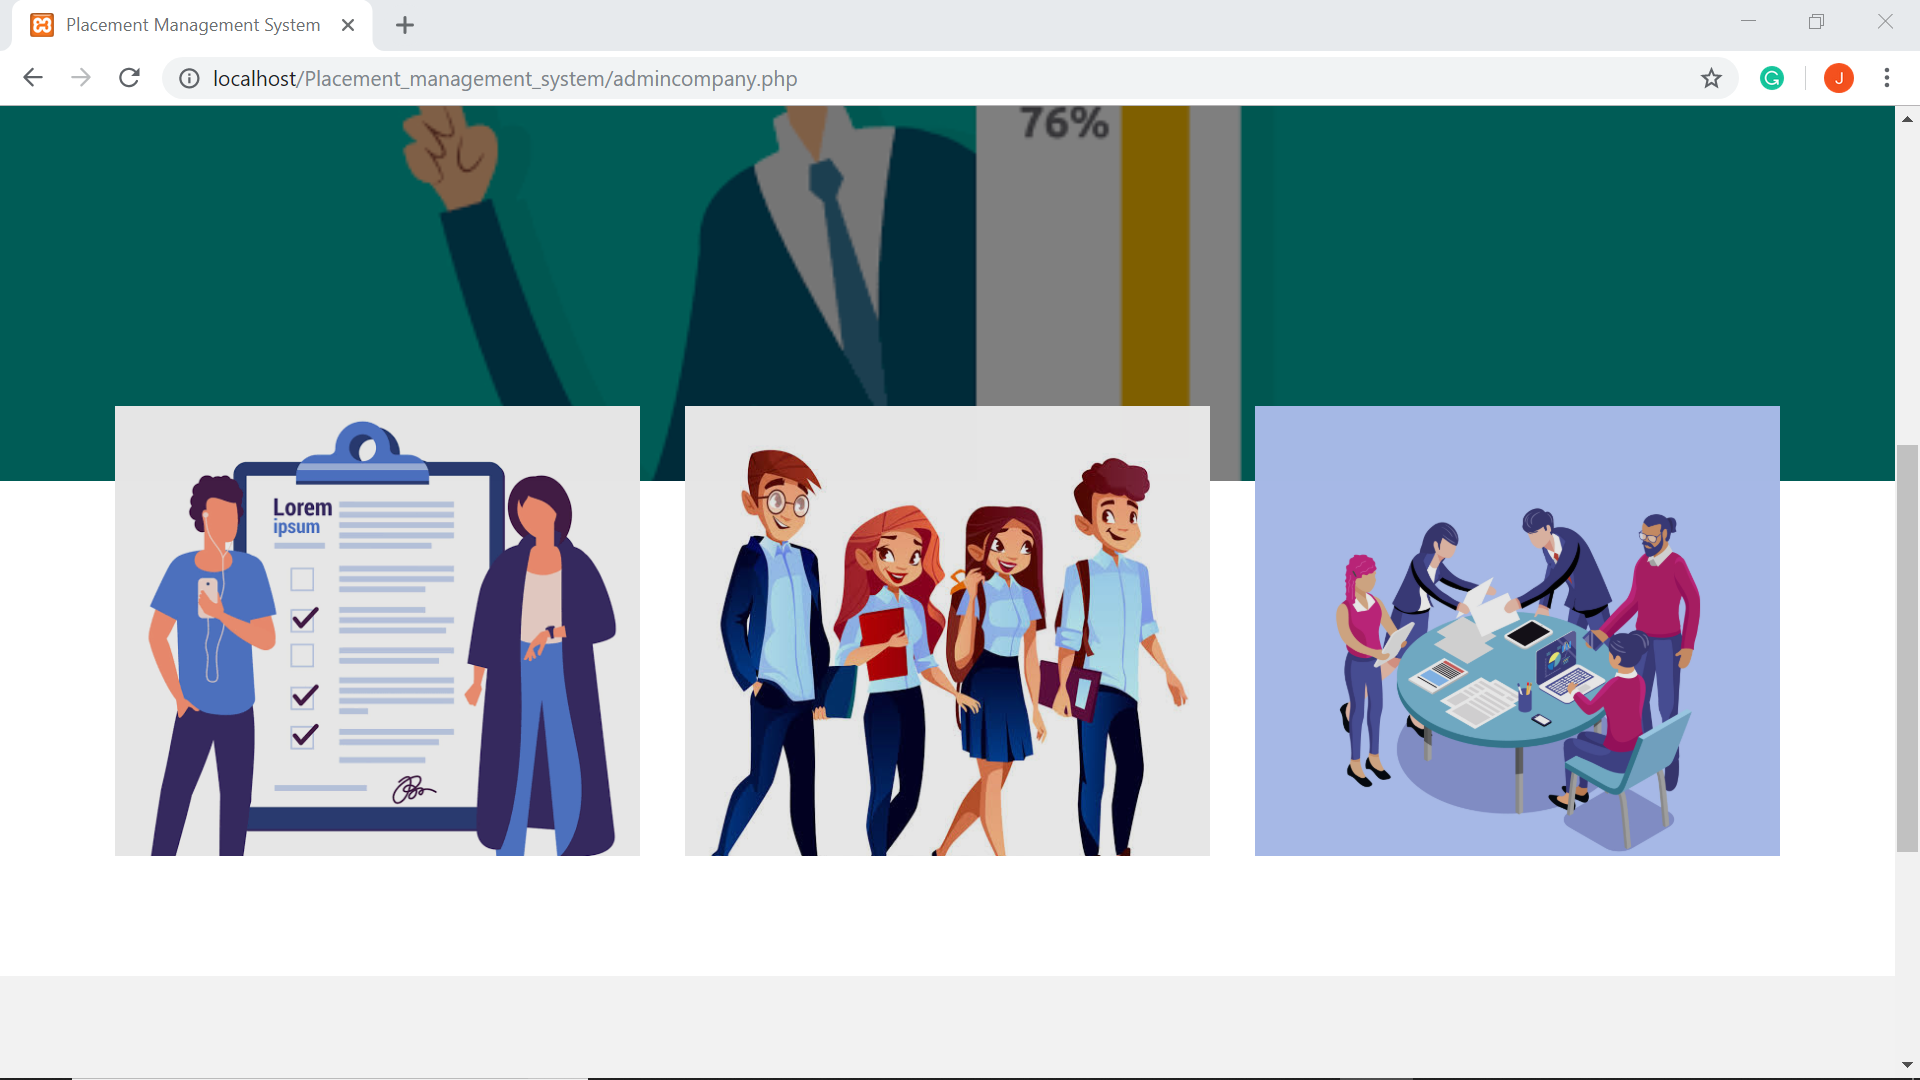 Placement Management System
localhost/Placement_management_system/admincompany.php
J
76%
Lorem
ipsum